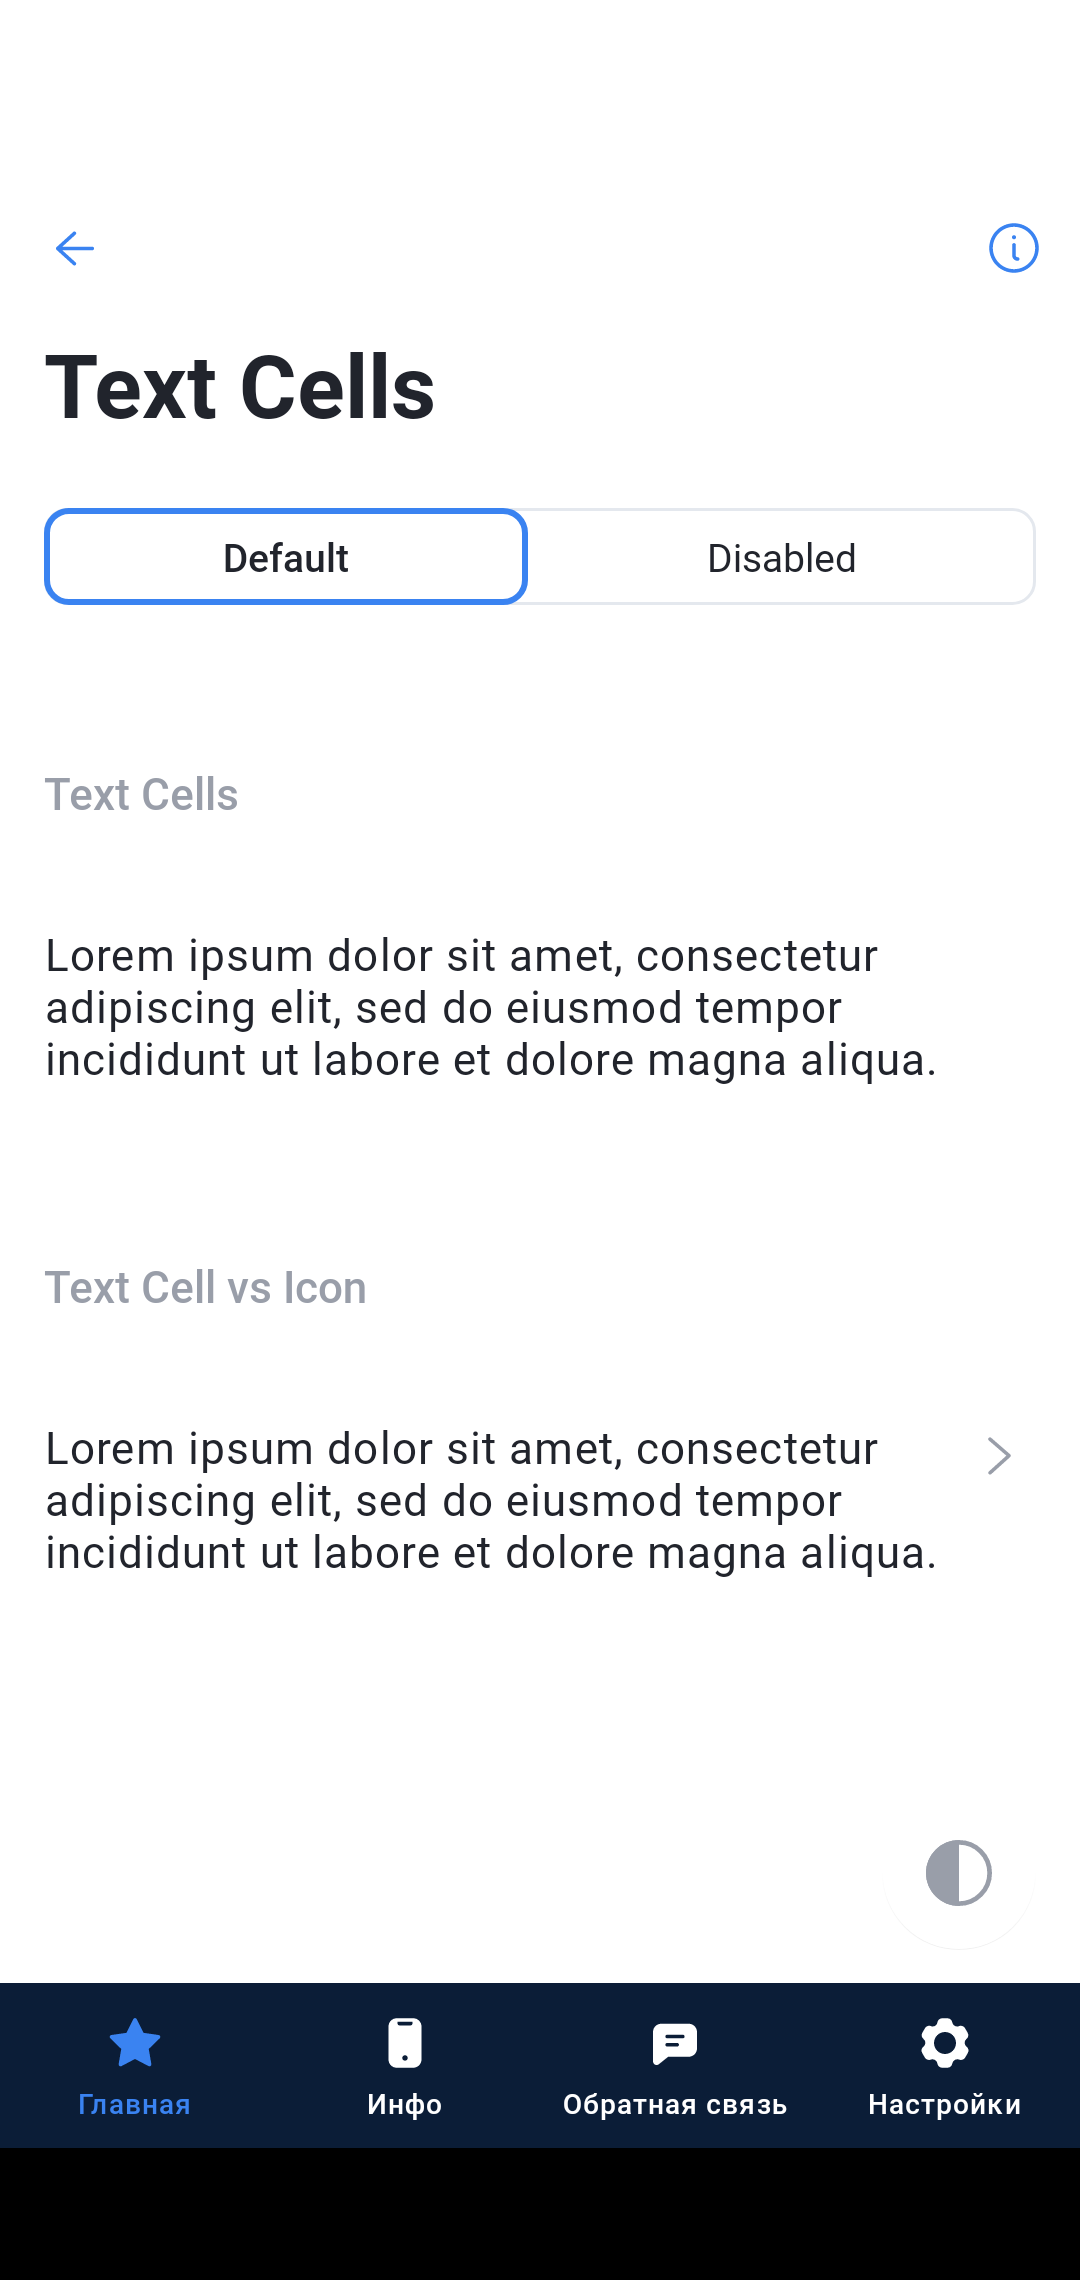 Text Cells
Default
Disabled
Text Cells
Lorem ipsum dolor sit amet, consectetur
adipiscing elit, sed do eiusmod tempor
incididunt ut labore et dolore magna aliqua.
Text Cell vs Icon
Lorem ipsum dolor sit amet, consectetur
adipiscing elit, sed do eiusmod tempor
incididunt ut labore et dolore magna aliqua.
Главная
Инфо
Обратная связь
Настройки